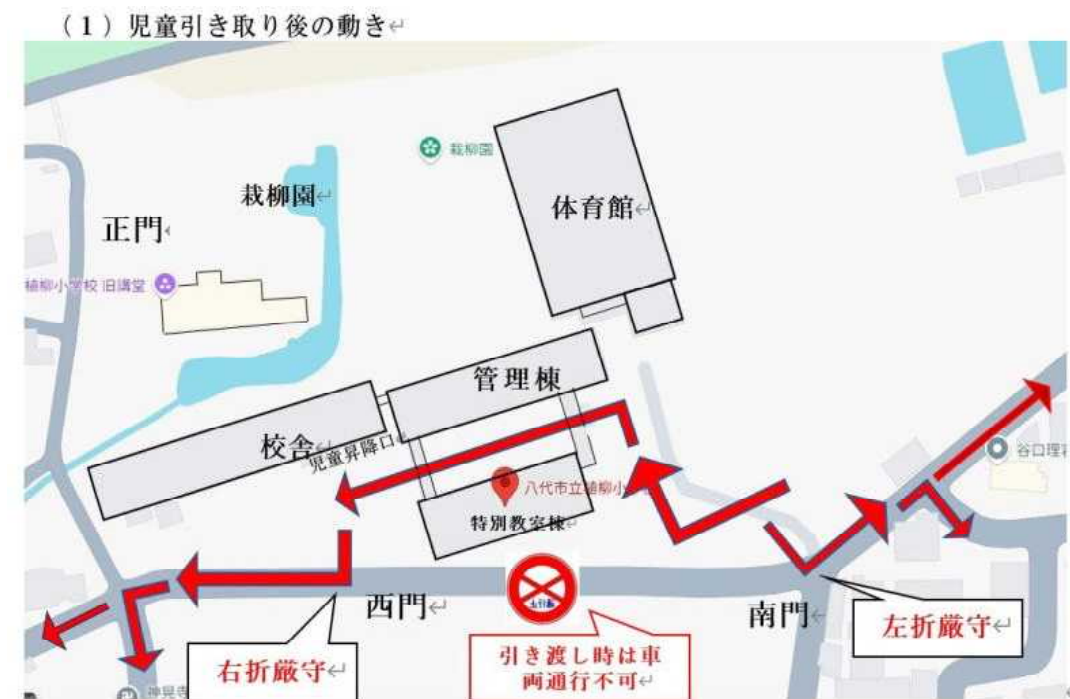 （1）児童引き取り後の動き
栽柳園
栽柳園
体育館
正門
植柳小学校 旧講堂
管理棟
校舎
児童昇降口
八代市立植柳小
特別教室棟
谷口理
西門
南門
左折厳守
右折厳守
引き渡し時は車
両通行不可